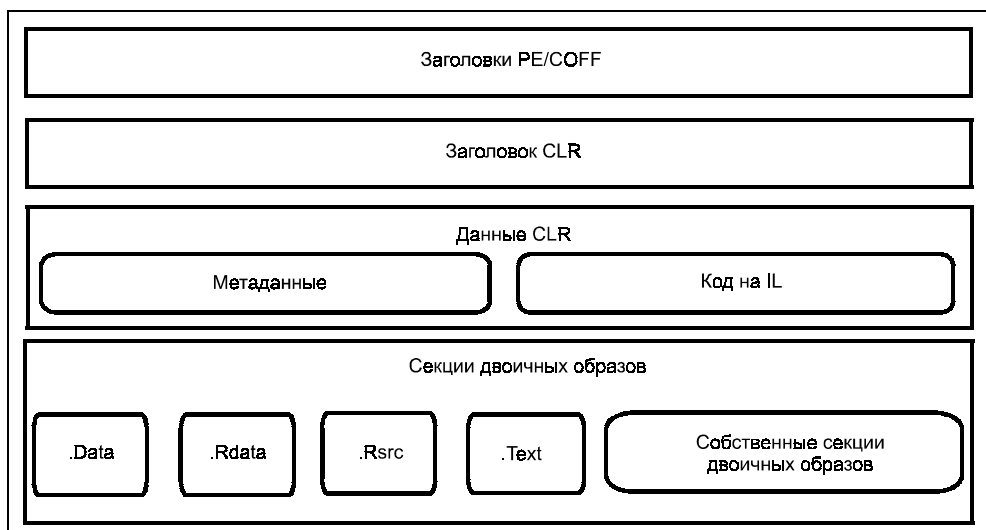 Заголовки PE/COFF
Заголовок CLR
Данные CLR
Метаданные
Код на IL
Секции двоичных образов
.Data
.Rdata
.Rsrc
.Text
Собственные секции
двоичных образов